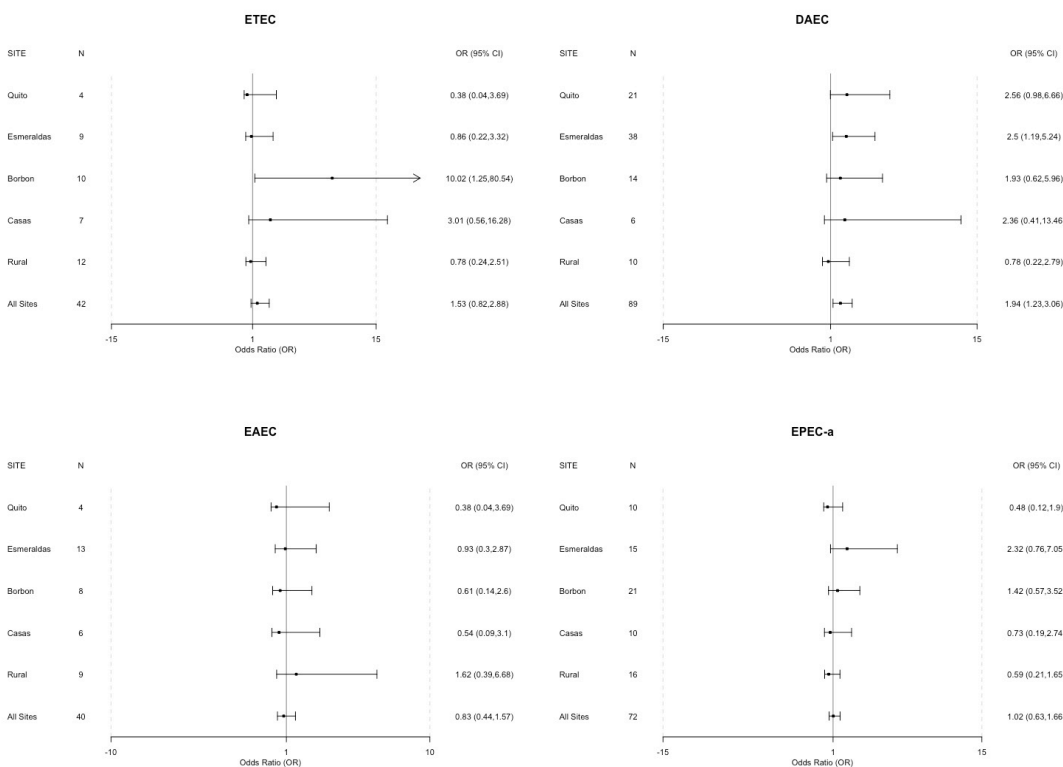 ETEC
SITE N OR (95% CI)
Quito 4 0.38 (0.04,3.69)
Esmeraldas 9 0.86 (0.22,3.32)
Borbon 10 10.02 (1.25,80.54)
Casas 7 3.01 (0.56,16.28)
Rural 12 0.78 (0.24,2.51)
All Sites 42 1.53 (0.82,2.88)
-15 1 15
Odds Ratio (OR)
DAEC
SITE N OR (95% CI)
Quito 21 2.56 (0.98,6.66)
Esmeraldas 38 2.5 (1.19,5.24)
Borbon 14 1.93 (0.62,5.96)
Casas 6 2.36 (0.41,13.46
Rural 10 0.78 (0.22,2.79)
All Sites 89 1.94 (1.23,3.06)
-15 1 15
Odds Ratio (OR)
EAEC
SITE N OR (95% CI)
Quito 4 0.38 (0.04,3.69)
Esmeraldas 13 0.93 (0.3,2.87)
Borbon 8 0.61 (0.14,2.6)
Casas 6 0.54 (0.09,3.1)
Rural 9 1.62 (0.39,6.68)
All Sites 40 0.83 (0.44,1.57)
-10 1 10
Odds Ratio (OR)
EPEC-a
SITE N OR (95% CI)
Quito 10 0.48 (0.12,1.9)
Esmeraldas 15 2.32 (0.76,7.05
Borbon 21 1.42 (0.57,3.52
Casas 10 0.73 (0.19,2.74
Rural 16 0.59 (0.21,1.65
All Sites 72 1.02 (0.63,1.66
-15 1 15
Odds Ratio (OR)